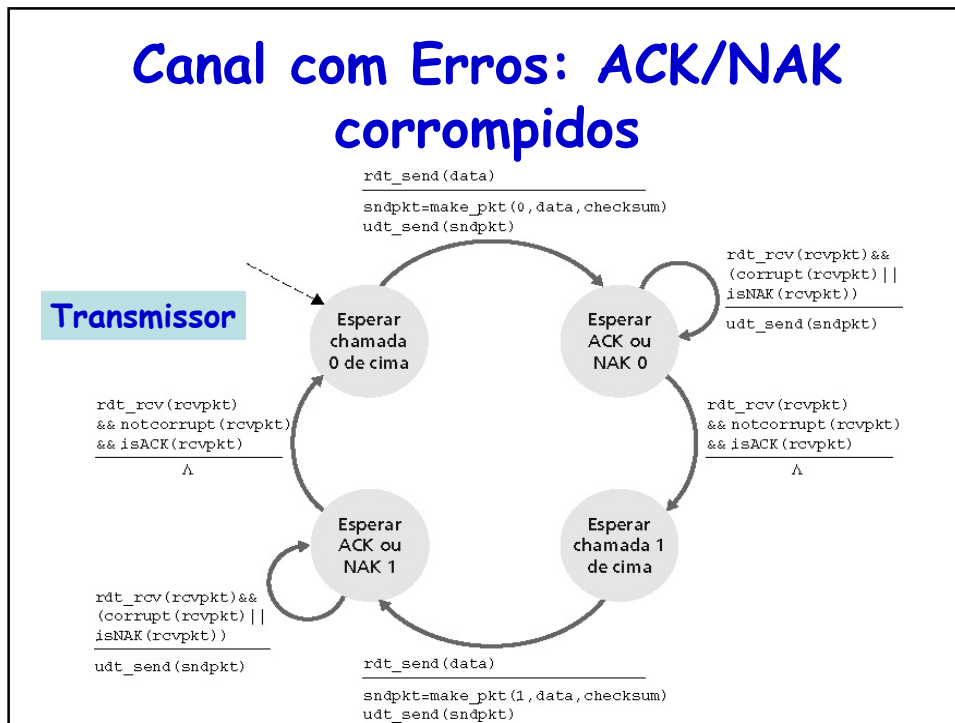 Canal com Erros: ACK/NAK
corrompidos
rdt_send(data)
sndpkt=make_pkt(0,data,checksum)
udt_send(sndpkt)
rdt_rcv(rcvpkt)&&
(corrupt(rcvpkt)||
isNAK(rcvpkt))
udt_send(sndpkt)
Transmissor
Esperar
chamada
0 de cima
Esperar
ACK ou
NAK 0
rdt_rcv(rcvpkt)
&& notcorrupt(rcvpkt)
&& isACK(rcvpkt)
Λ
rdt_rcv(rcvpkt)
&& notcorrupt(rcvpkt)
&& isACK(rcvpkt)
Λ
Esperar
ACK ou
NAK 1
Esperar
chamada 1
de cima
rdt_rcv(rcvpkt)&&
(corrupt(rcvpkt)||
isNAK(rcvpkt))
udt_send(sndpkt)
rdt_send(data)
sndpkt=make_pkt(1,data,checksum)
udt_send(sndpkt)